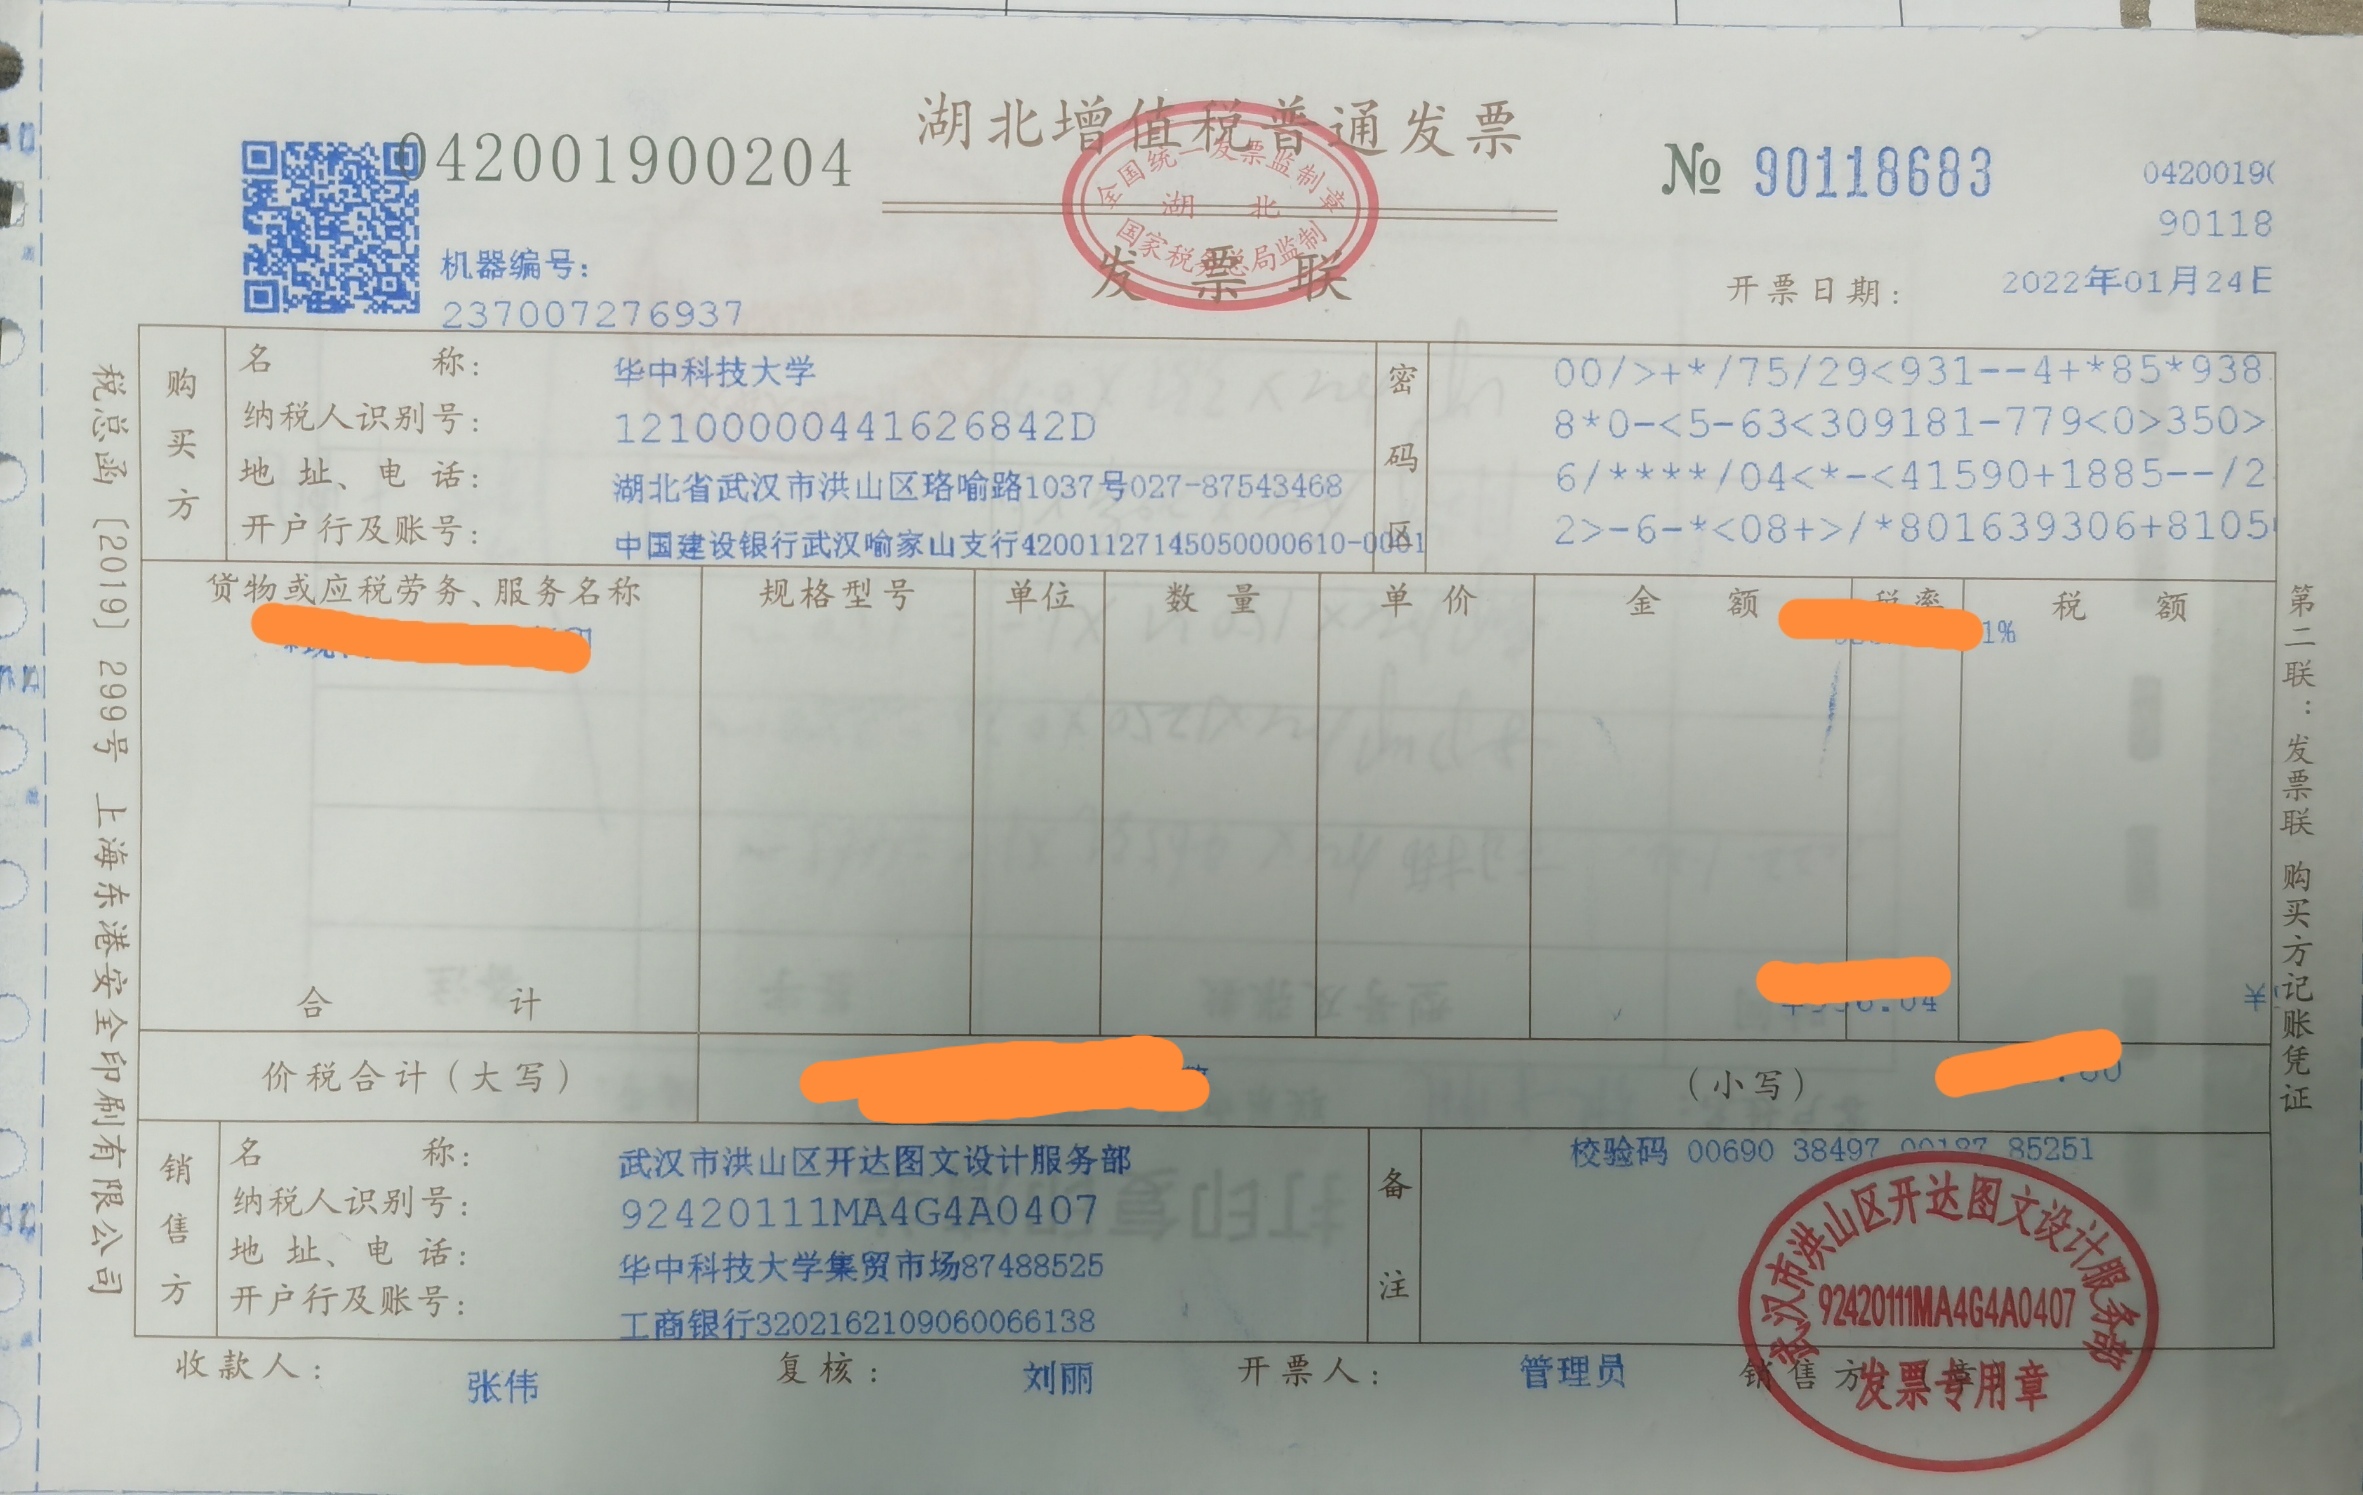 湖北增值税普通发票
042001900204
№ 90118683
0420019
90118
全国统一发票监制章
湖 北
国家税务总局监制
发 票 联
机器编号:
237007276937
开票日期: 2022年01月24日
税总函〔2019〕299号 上海东港安全印刷有限公司
购买方
名 称: 华中科技大学
纳税人识别号: 12100000441626842D
地 址、电 话: 湖北省武汉市洪山区珞喻路1037号027-87543468
开户行及账号: 中国建设银行武汉喻家山支行42001127145050000610-0001
密码区
00/>+*/75/29<931--4+*85*938
8*0-<5-63<309181-779<0>350>
6/****/04<*-<41590+1885--/2
2>-6-*<08+>/*801639306+8105
货物或应税劳务、服务名称 规格型号 单位 数 量 单 价 金 额 税率 税 额
1%
合 计
¥
价税合计(大写) (小写)
第二联:发票联 购买方记账凭证
销售方
名 称: 武汉市洪山区开达图文设计服务部
纳税人识别号: 92420111MA4G4A0407
地 址、电 话: 华中科技大学集贸市场87488525
开户行及账号: 工商银行3202162109060066138
备注
校验码 00690 38497 00187 85251
武汉市洪山区开达图文设计服务部
92420111MA4G4A0407
发票专用章
收款人: 张伟 复核: 刘丽 开票人: 管理员 销售方:(章)
打印复印